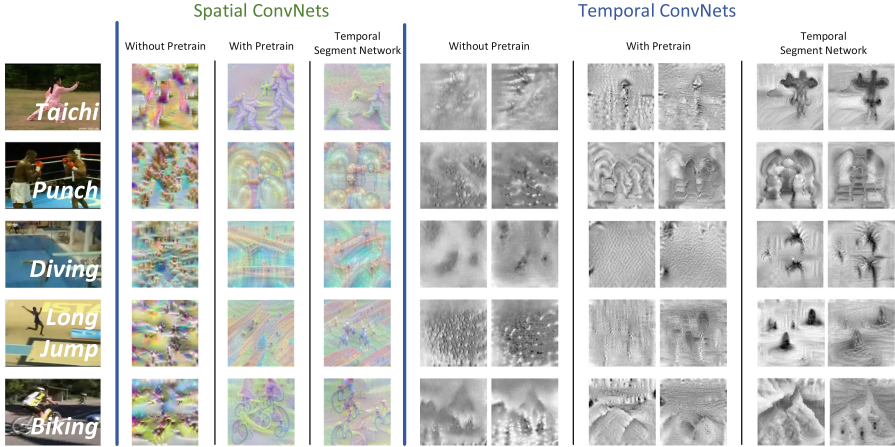 Spatial ConvNets
Temporal ConvNets
Without Pretrain
With Pretrain
Temporal
Segment Network
Without Pretrain
With Pretrain
Temporal
Segment Network
Taichi
Punch
Diving
Long
Jump
Biking